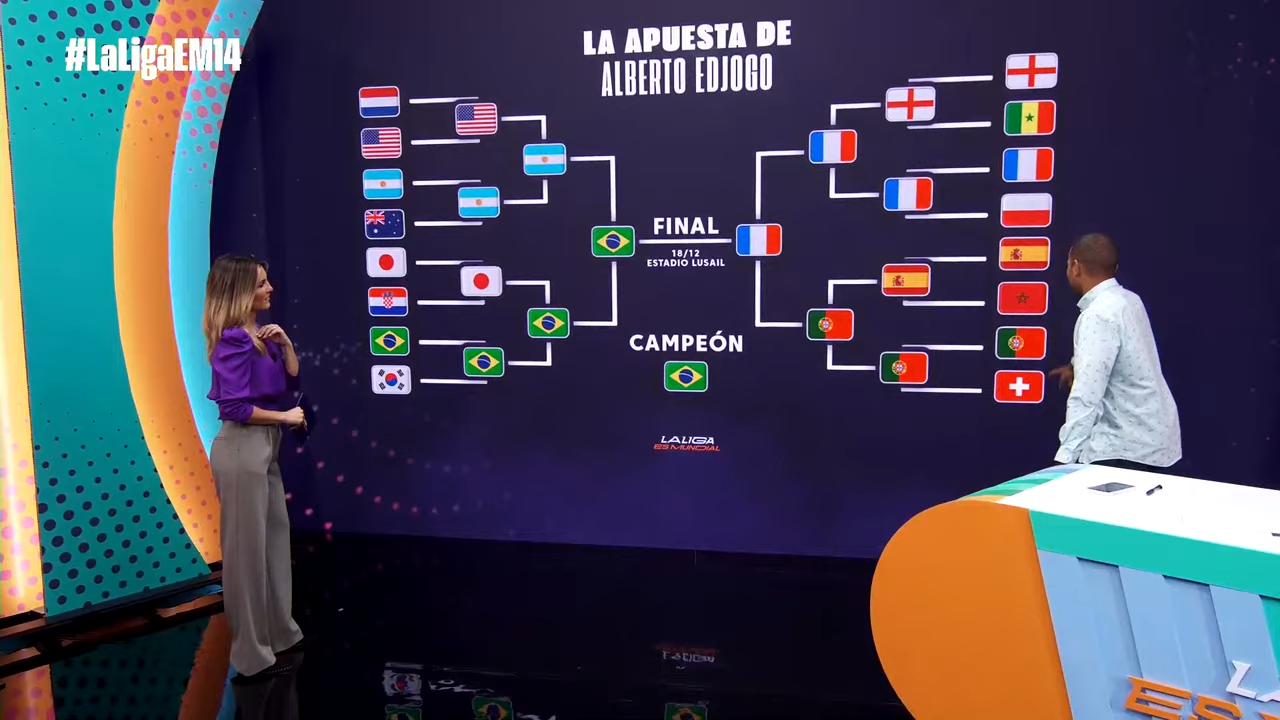 #LaLigaEM14
LA APUESTA DE
ALBERTO EDJOGO
FINAL
18/12
ESTADIO LUSAIL
CAMPEÓN
LALIGA
ES MUNDIAL